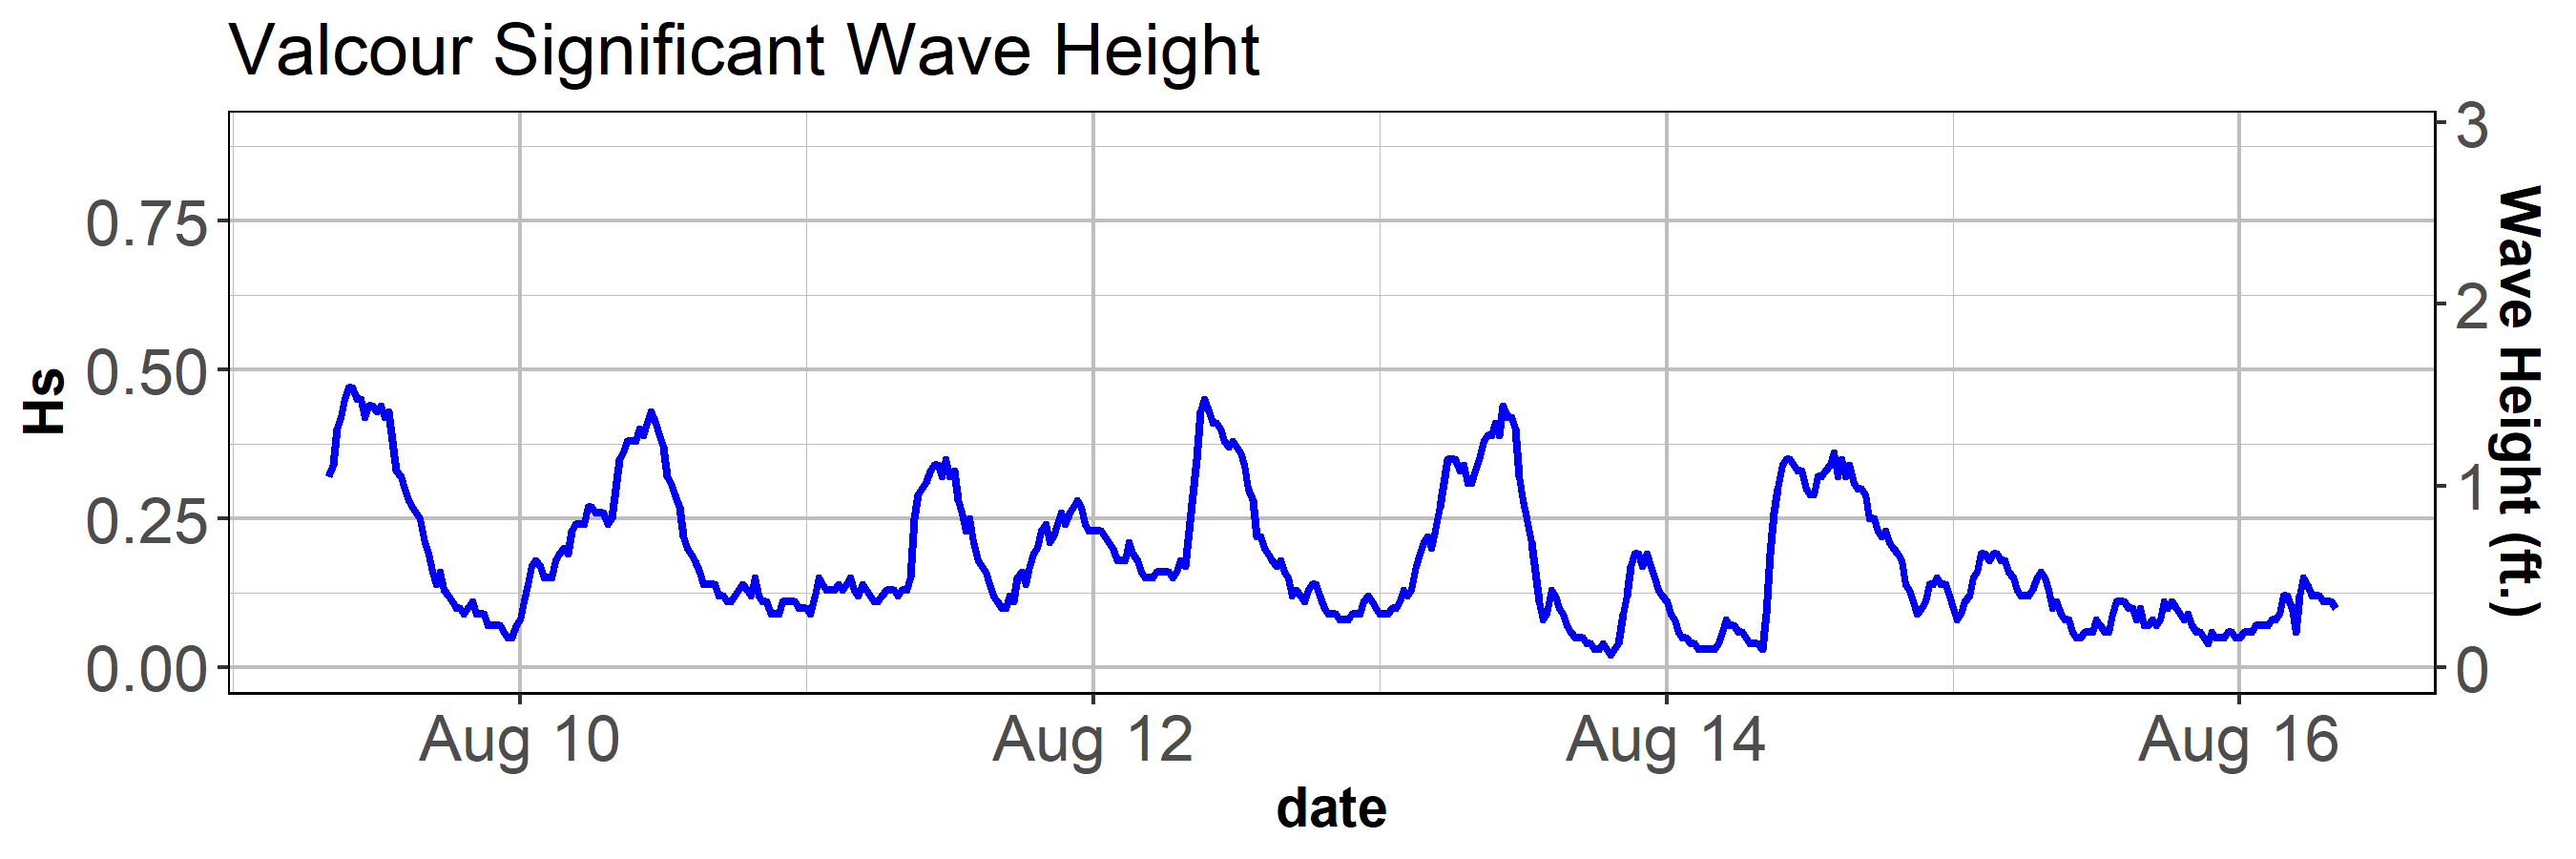 Valcour Significant Wave Height
Hs
0.75
0.50
0.25
0.00
3
2
1
0
Wave Height (ft.)
Aug 10
Aug 12
Aug 14
Aug 16
date